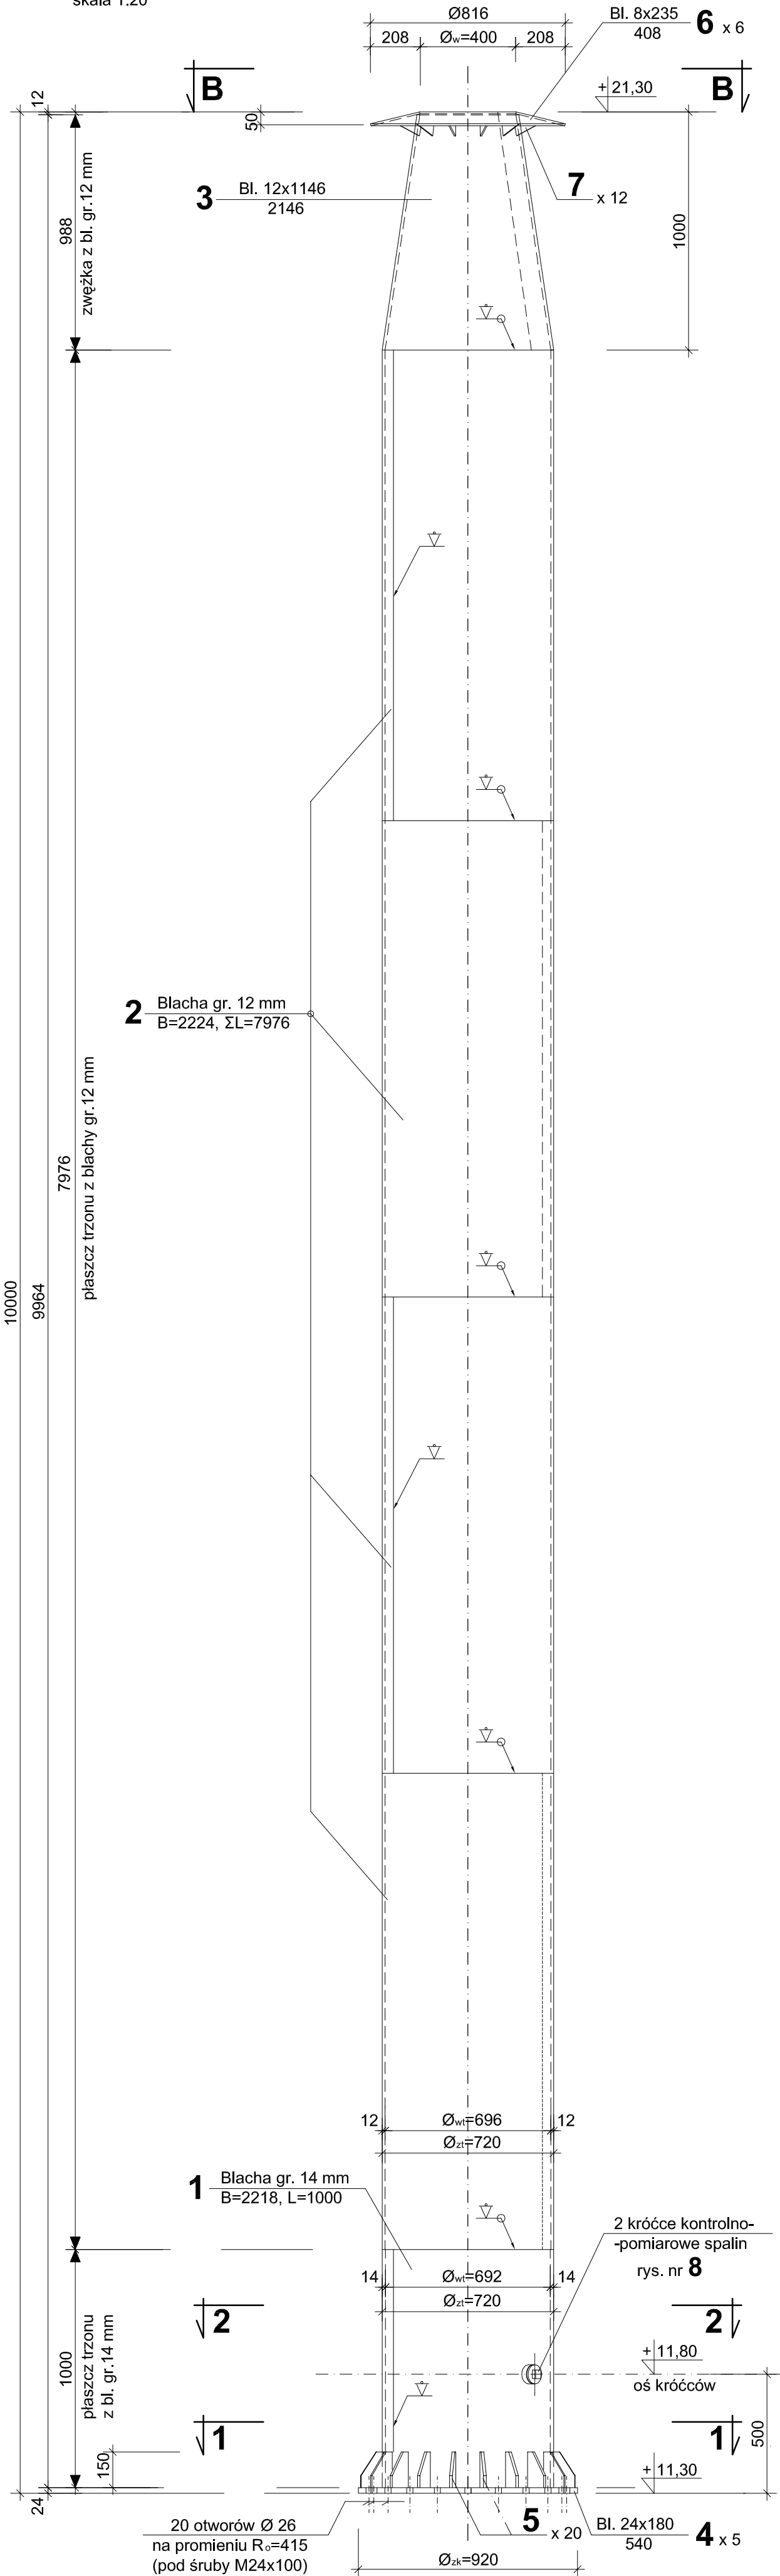 skala 1:20
Ø816
208
Øw=400
208
Bl. 8x235
408
6 x 6
B
B
+ 21,30
12
50
3
Bl. 12x1146
2146
7 x 12
988
zwężka z bl. gr.12 mm
1000
2
Blacha gr. 12 mm
B=2224, ΣL=7976
7976
płaszcz trzonu z blachy gr.12 mm
10000
9964
12
Øwt=696
12
Øzt=720
1
Blacha gr. 14 mm
B=2218, L=1000
2 króćce kontrolno-
-pomiarowe spalin
rys. nr 8
14
Øwt=692
14
Øzt=720
2
2
1000
płaszcz trzonu
z bl. gr.14 mm
+ 11,80
oś króćców
1
1
500
150
+ 11,30
24
20 otworów Ø 26
na promieniu Ro=415
(pod śruby M24x100)
5 x 20
Bl. 24x180
540
4 x 5
Øzk=920